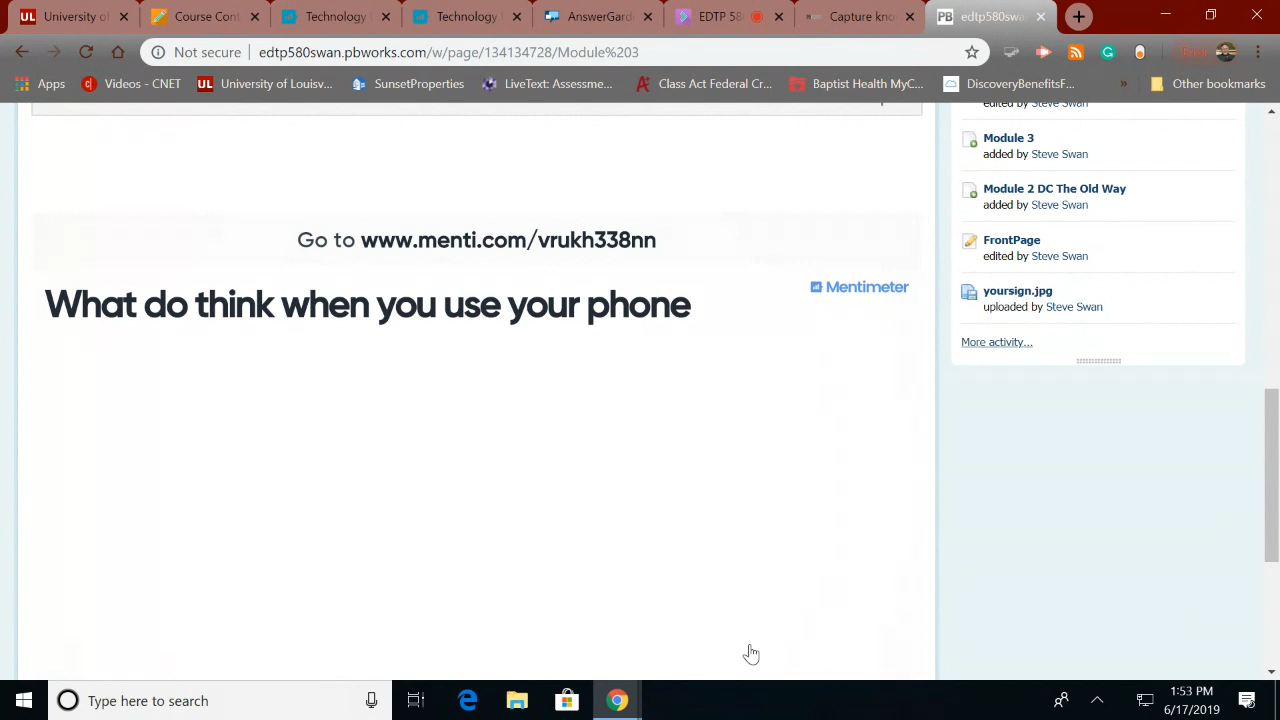 University of
Course Cont
Technology
Technology
AnswerGard
EDTP 58
Capture kno
edtp580swa
Not secure
edtp580swan.pbworks.com/w/page/134134728/Module%203
Apps
Videos - CNET
University of Louisv...
SunsetProperties
LiveText: Assessme...
Class Act Federal Cr...
Baptist Health MyC...
DiscoveryBenefitsF...
»
Other bookmarks
edited by Steve Swan
Module 3
added by Steve Swan
Module 2 DC The Old Way
added by Steve Swan
FrontPage
edited by Steve Swan
yoursign.jpg
uploaded by Steve Swan
More activity...
Go to www.menti.com/vrukh338nn
Mentimeter
What do think when you use your phone
Type here to search
1:53 PM
6/17/2019